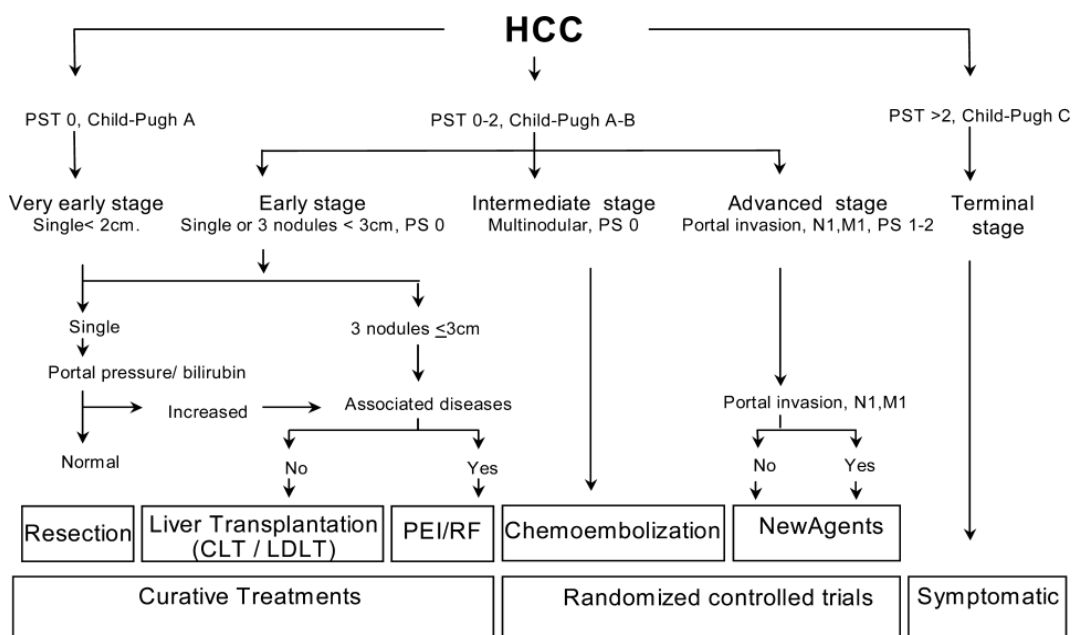 HCC
PST 0, Child-Pugh A
PST 0-2, Child-Pugh A-B
PST >2, Child-Pugh C
Very early stage
Single< 2cm.
Early stage
Single or 3 nodules < 3cm, PS 0
Intermediate stage
Multinodular, PS 0
Advanced stage
Portal invasion, N1,M1, PS 1-2
Terminal
stage
Single
3 nodules ≤3cm
Portal pressure/ bilirubin
Increased
Associated diseases
Portal invasion, N1,M1
Normal
No
Yes
No
Yes
Resection
Liver Transplantation
(CLT / LDLT)
PEI/RF
Chemoembolization
NewAgents
Curative Treatments
Randomized controlled trials
Symptomatic